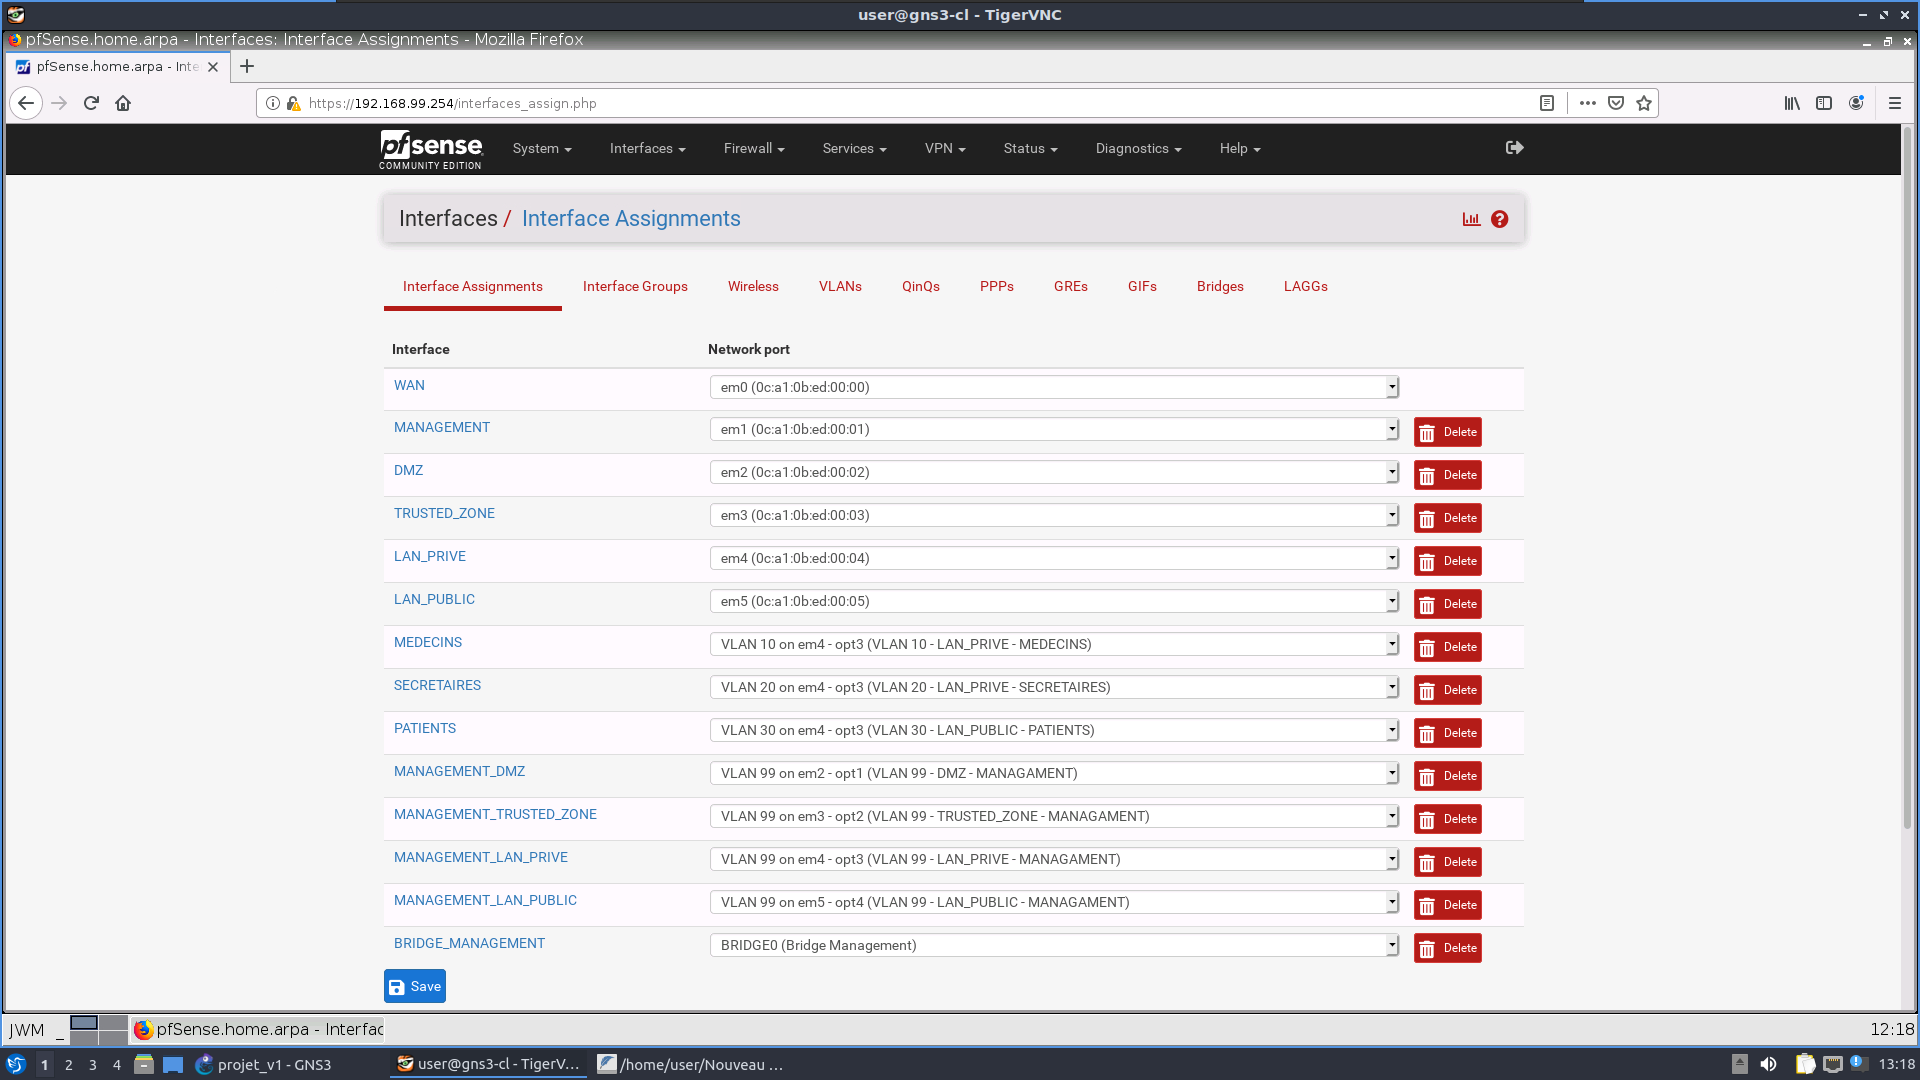 user@gns3-cl - TigerVNC
pfSense.home.arpa - Interfaces: Interface Assignments - Mozilla Firefox
pfSense.home.arpa - Inte
https://192.168.99.254/interfaces_assign.php
pfsense
COMMUNITY EDITION
System
Interfaces
Firewall
Services
VPN
Status
Diagnostics
Help
Interfaces / Interface Assignments
Interface Assignments
Interface Groups
Wireless
VLANs
QinQs
PPPs
GREs
GIFs
Bridges
LAGGs
Interface Network port
WAN em0 (0c:a1:0b:ed:00:00)
MANAGEMENT em1 (0c:a1:0b:ed:00:01) Delete
DMZ em2 (0c:a1:0b:ed:00:02) Delete
TRUSTED_ZONE em3 (0c:a1:0b:ed:00:03) Delete
LAN_PRIVE em4 (0c:a1:0b:ed:00:04) Delete
LAN_PUBLIC em5 (0c:a1:0b:ed:00:05) Delete
MEDECINS VLAN 10 on em4 - opt3 (VLAN 10 - LAN_PRIVE - MEDECINS) Delete
SECRETAIRES VLAN 20 on em4 - opt3 (VLAN 20 - LAN_PRIVE - SECRETAIRES) Delete
PATIENTS VLAN 30 on em4 - opt3 (VLAN 30 - LAN_PUBLIC - PATIENTS) Delete
MANAGEMENT_DMZ VLAN 99 on em2 - opt1 (VLAN 99 - DMZ - MANAGAMENT) Delete
MANAGEMENT_TRUSTED_ZONE VLAN 99 on em3 - opt2 (VLAN 99 - TRUSTED_ZONE - MANAGAMENT) Delete
MANAGEMENT_LAN_PRIVE VLAN 99 on em4 - opt3 (VLAN 99 - LAN_PRIVE - MANAGAMENT) Delete
MANAGEMENT_LAN_PUBLIC VLAN 99 on em5 - opt4 (VLAN 99 - LAN_PUBLIC - MANAGAMENT) Delete
BRIDGE_MANAGEMENT BRIDGE0 (Bridge Management) Delete
Save
JWM _ pfSense.home.arpa - Interfac 12:18
1 2 3 4 projet_v1 - GNS3 user@gns3-cl - TigerV... /home/user/Nouveau ... 13:18